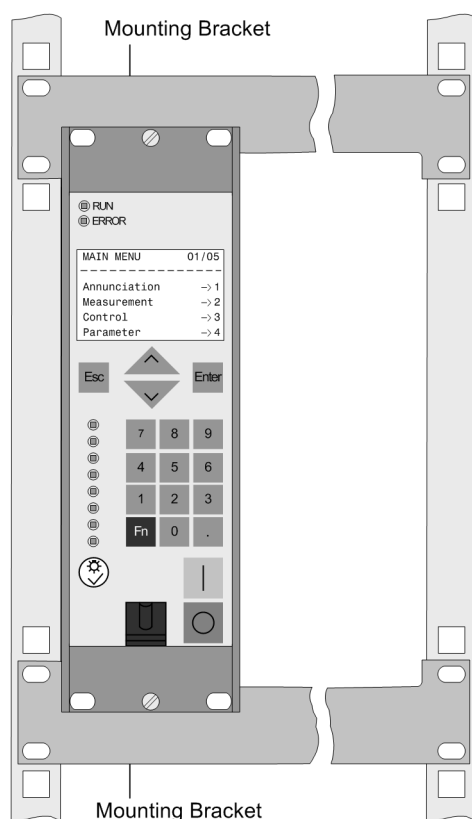 Mounting Bracket
RUN
ERROR
MAIN MENU 01/05
------------------
Annunciation –> 1
Measurement –> 2
Control –> 3
Parameter –> 4
Esc Enter
7 8 9
4 5 6
1 2 3
Fn 0 .
Mounting Bracket